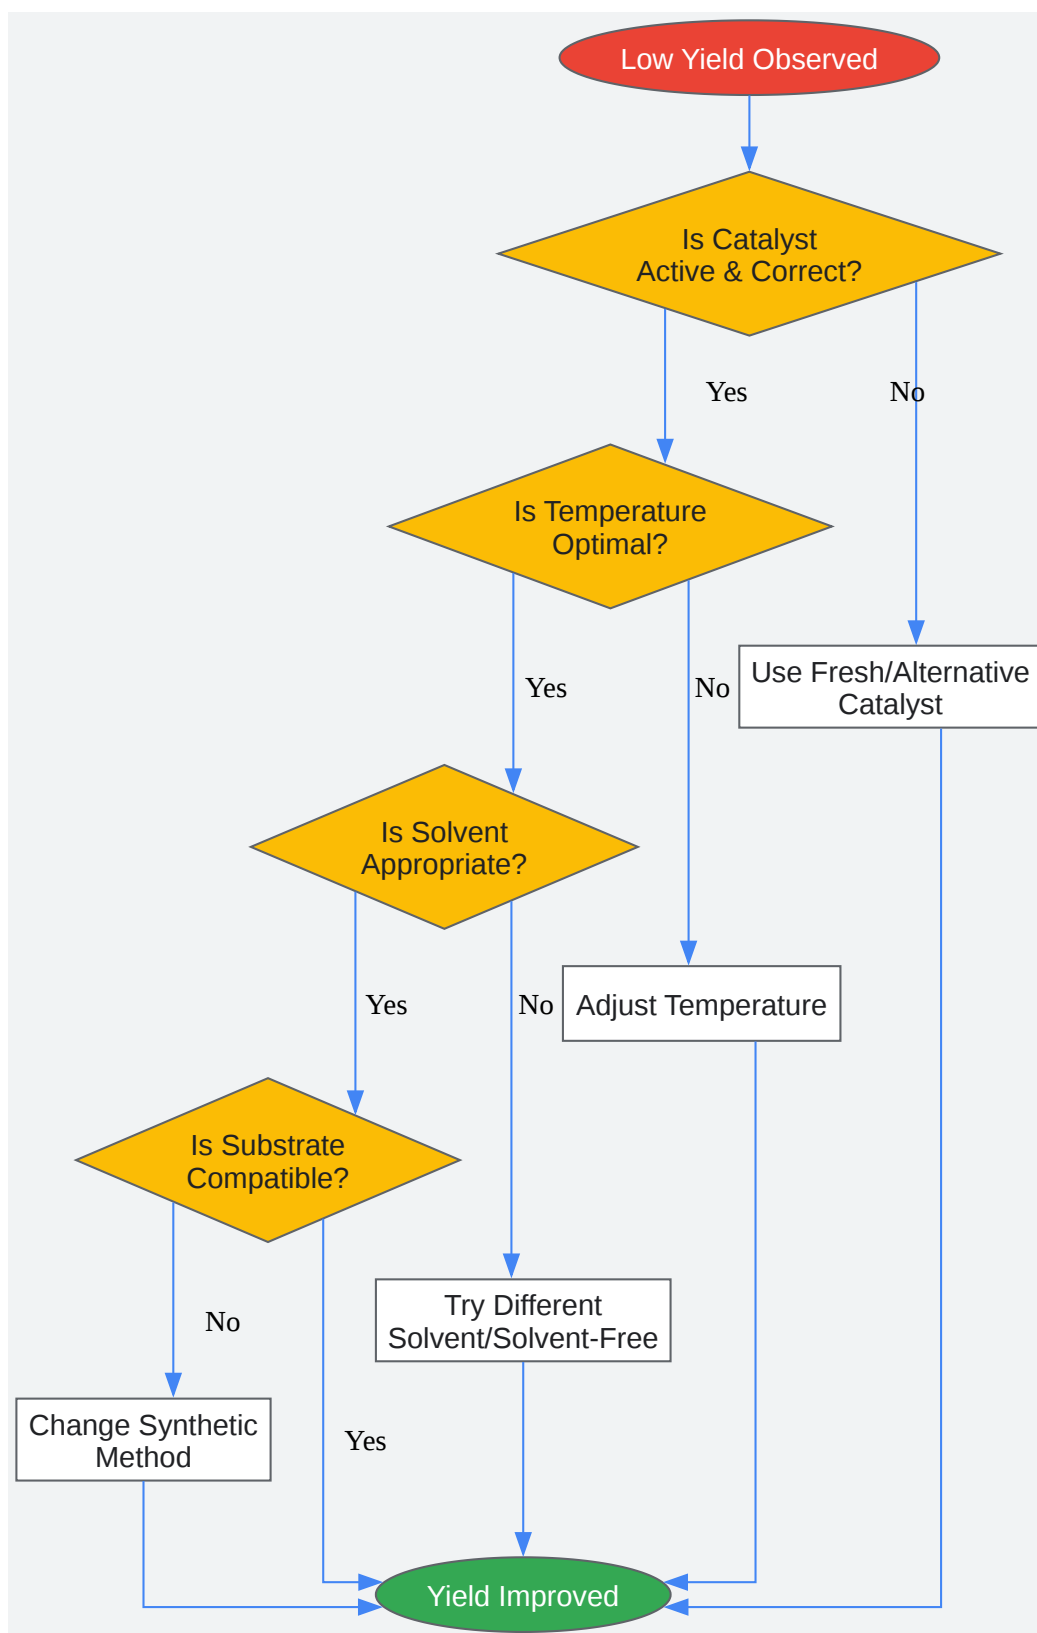 Low Yield Observed
Is Catalyst
Active & Correct?
Yes
No
Is Temperature
Optimal?
Use Fresh/Alternative
Catalyst
Yes
No
Is Solvent
Appropriate?
Yes
No
Adjust Temperature
Is Substrate
Compatible?
Try Different
Solvent/Solvent-Free
No
Change Synthetic
Method
Yes
Yield Improved